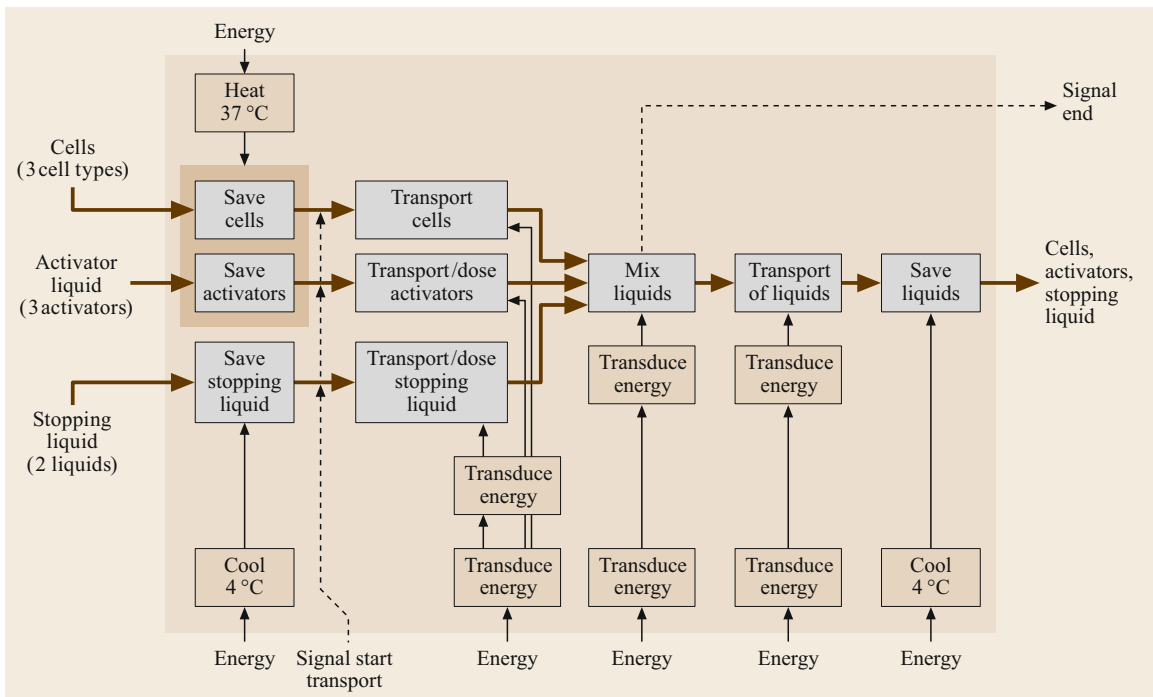 Energy
Heat
37 °C
Signal
end
Cells
(3 cell types)
Save
cells
Transport
cells
Activator
liquid
(3 activators)
Save
activators
Transport/dose
activators
Mix
liquids
Transport
of liquids
Save
liquids
Cells,
activators,
stopping
liquid
Save
stopping
liquid
Transport/dose
stopping
liquid
Transduce
energy
Transduce
energy
Stopping
liquid
(2 liquids)
Transduce
energy
Cool
4 °C
Transduce
energy
Transduce
energy
Transduce
energy
Cool
4 °C
Energy
Signal start
transport
Energy
Energy
Energy
Energy